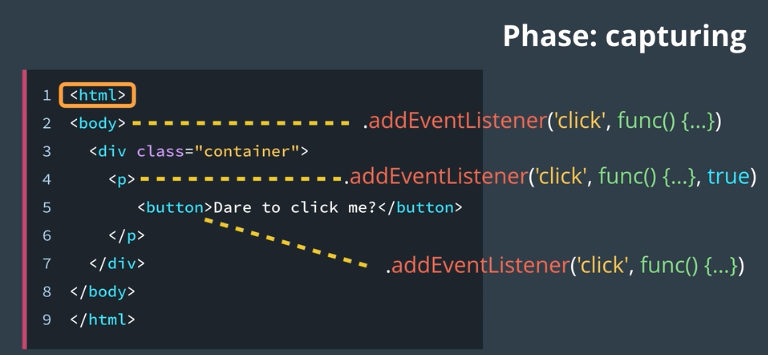 Phase: capturing
1 <html>
2 <body> .addEventListener('click', func() {...})
3 <div class="container">
4 <p> .addEventListener('click', func() {...}, true)
5 <button>Dare to click me?</button>
6 </p>
7 </div> .addEventListener('click', func() {...})
8 </body>
9 </html>